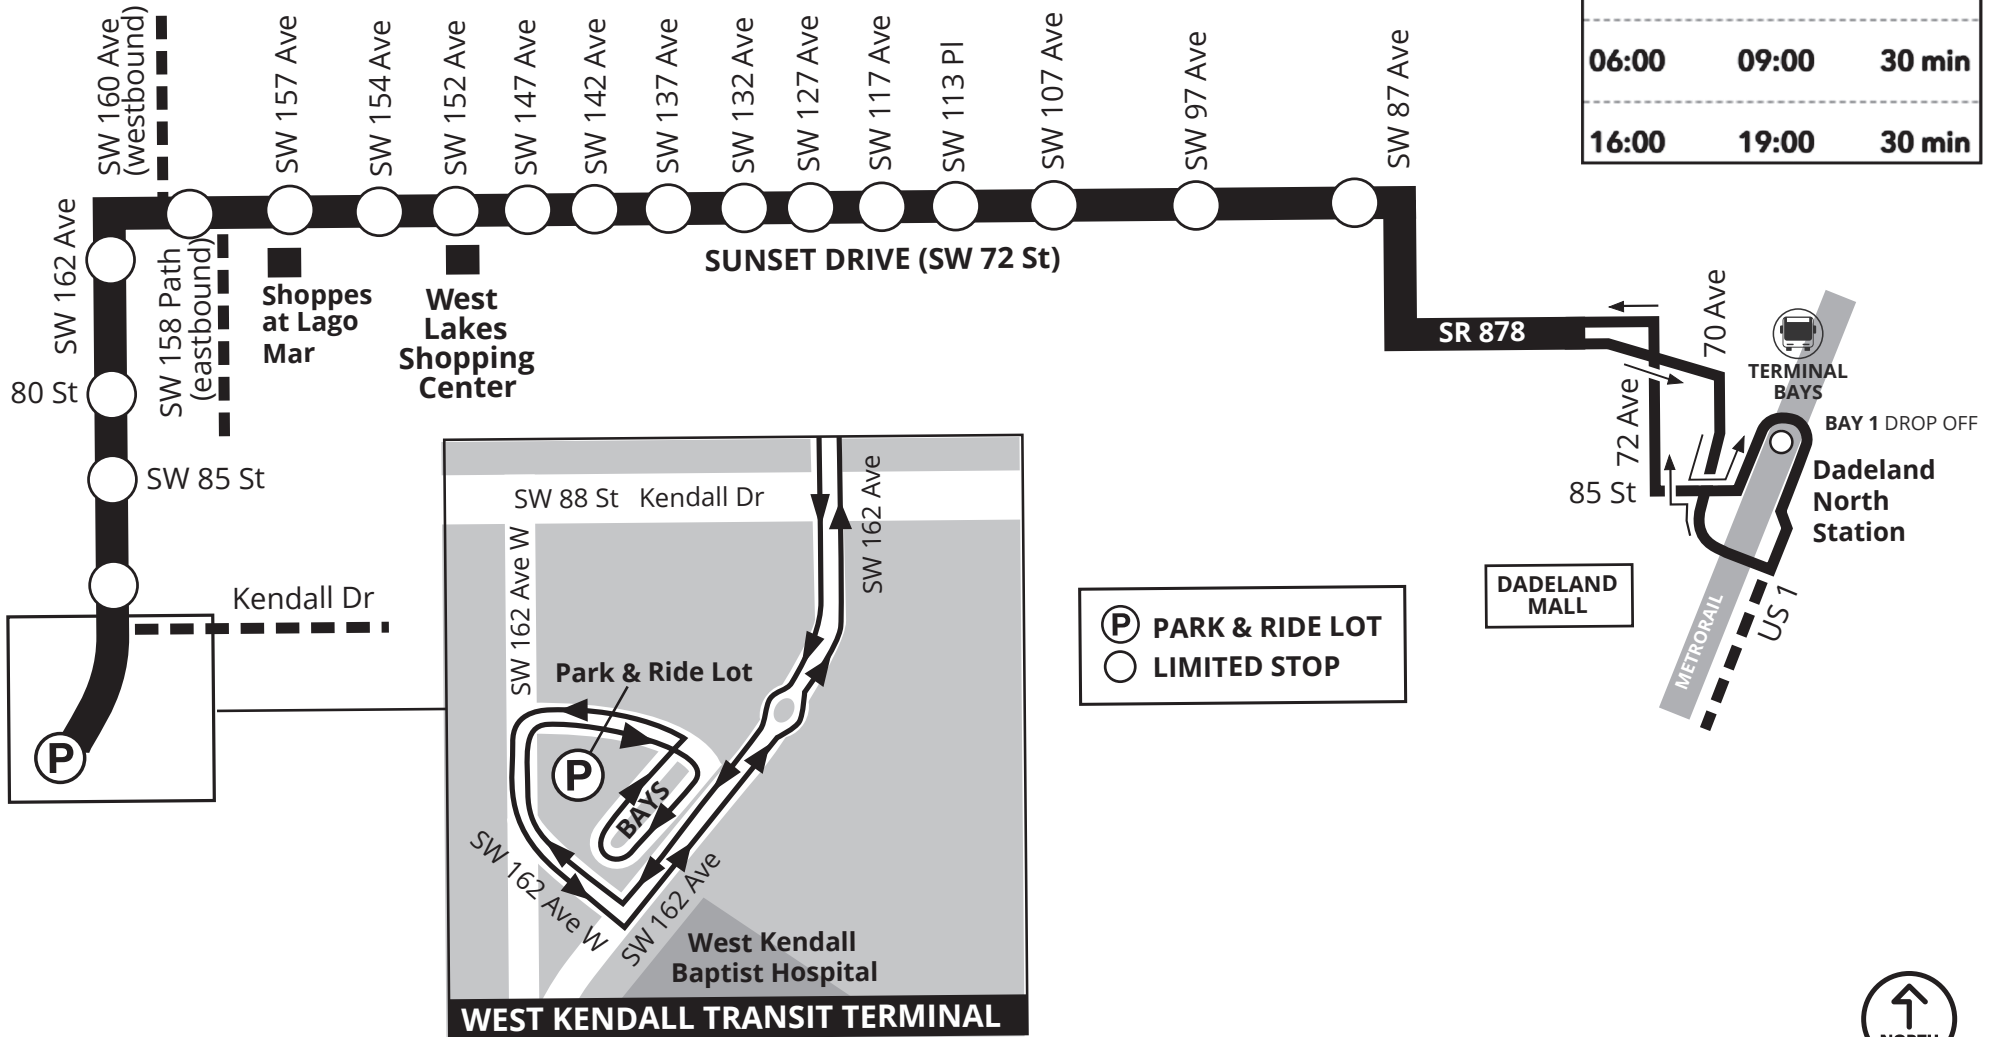 SW 160 Ave
(westbound)
SW 157 Ave
SW 154 Ave
SW 152 Ave
SW 147 Ave
SW 142 Ave
SW 137 Ave
SW 132 Ave
SW 127 Ave
SW 117 Ave
SW 113 Pl
SW 107 Ave
SW 97 Ave
SW 87 Ave
06:00 09:00 30 min
16:00 19:00 30 min
SW 162 Ave
SW 158 Path
(eastbound)
Shoppes
at Lago
Mar
West
Lakes
Shopping
Center
SUNSET DRIVE (SW 72 St)
80 St
SW 85 St
Kendall Dr
P
SR 878
70 Ave
72 Ave
85 St
TERMINAL
BAYS
BAY 1 DROP OFF
Dadeland
North
Station
DADELAND
MALL
METRORAIL
US 1
P PARK & RIDE LOT
LIMITED STOP
SW 88 St Kendall Dr
SW 162 Ave
SW 162 Ave W
Park & Ride Lot
P
BAYS
SW 162 Ave W
SW 162 Ave
West Kendall
Baptist Hospital
WEST KENDALL TRANSIT TERMINAL
NORTH